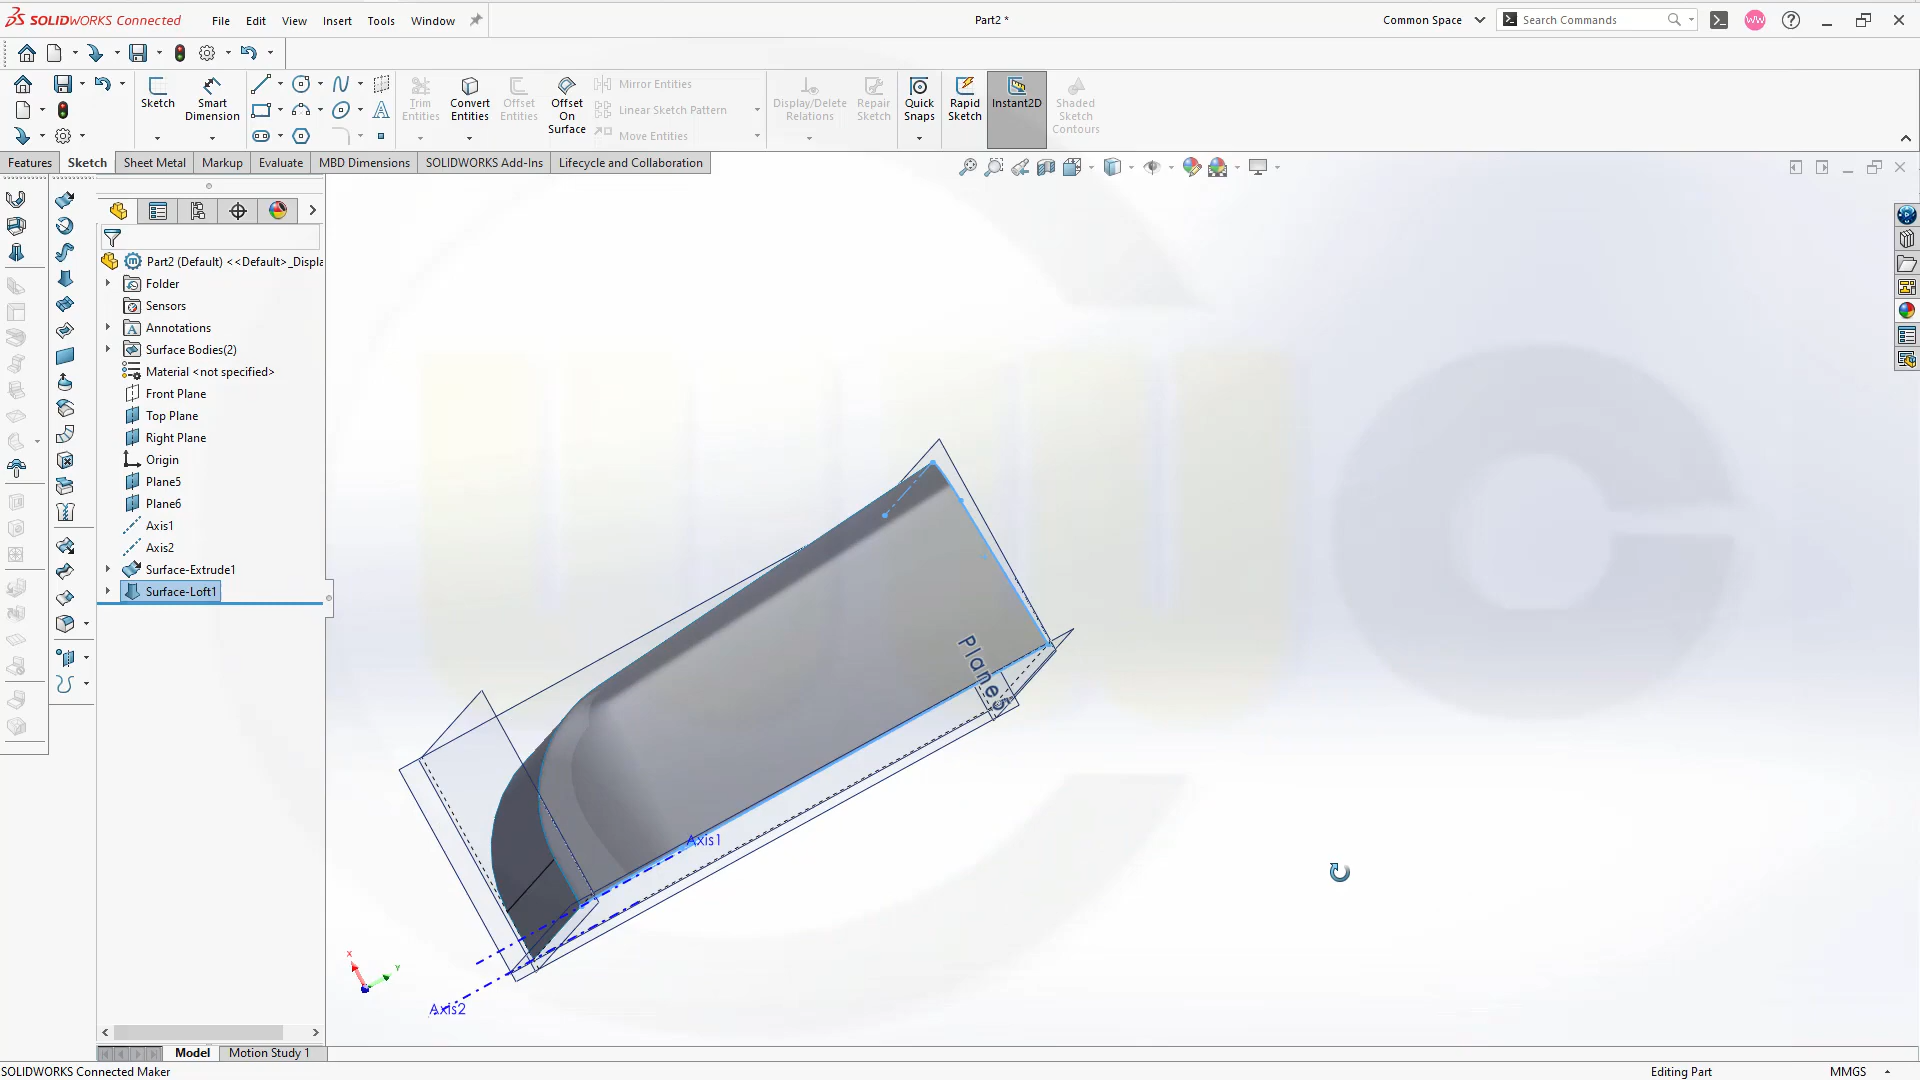 SOLIDWORKS Connected
File Edit View Insert Tools Window
Part2 *
Common Space
Search Commands
WW
Sketch
Smart Dimension
Trim Entities
Convert Entities
Offset Entities
Offset On Surface
Mirror Entities
Linear Sketch Pattern
Move Entities
Display/Delete Relations
Repair Sketch
Quick Snaps
Rapid Sketch
Instant2D
Shaded Sketch Contours
Features Sketch Sheet Metal Markup Evaluate MBD Dimensions SOLIDWORKS Add-Ins Lifecycle and Collaboration
Part2 (Default) <<Default>_Displa
Folder
Sensors
Annotations
Surface Bodies(2)
Material <not specified>
Front Plane
Top Plane
Right Plane
Origin
Plane5
Plane6
Axis1
Axis2
Surface-Extrude1
Surface-Loft1
Plane5
Axis1
Axis2
X
Y
Model Motion Study 1
SOLIDWORKS Connected Maker
Editing Part
MMGS